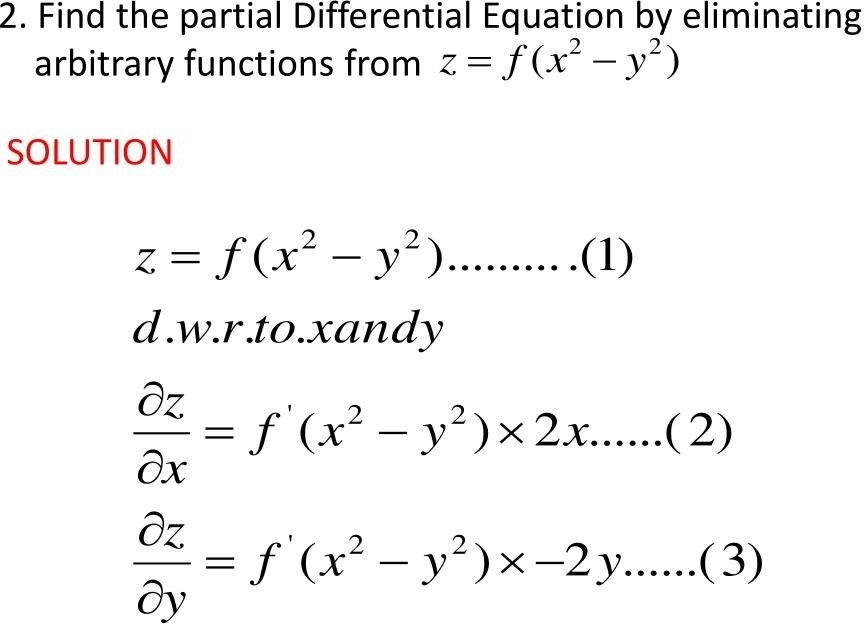 2. Find the partial Differential Equation by eliminating
arbitrary functions from z = f(x² − y²)
SOLUTION
z = f(x² − y²)..........(1)
d.w.r.to.xandy
∂z/∂x = f'(x² − y²)×2x......(2)
∂z/∂y = f'(x² − y²)×−2y......(3)